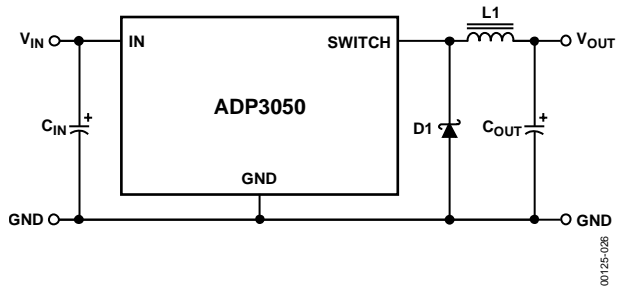 L1
VIN
IN
SWITCH
VOUT
ADP3050
CIN
+
D1
COUT
+
GND
GND
GND
00125-026